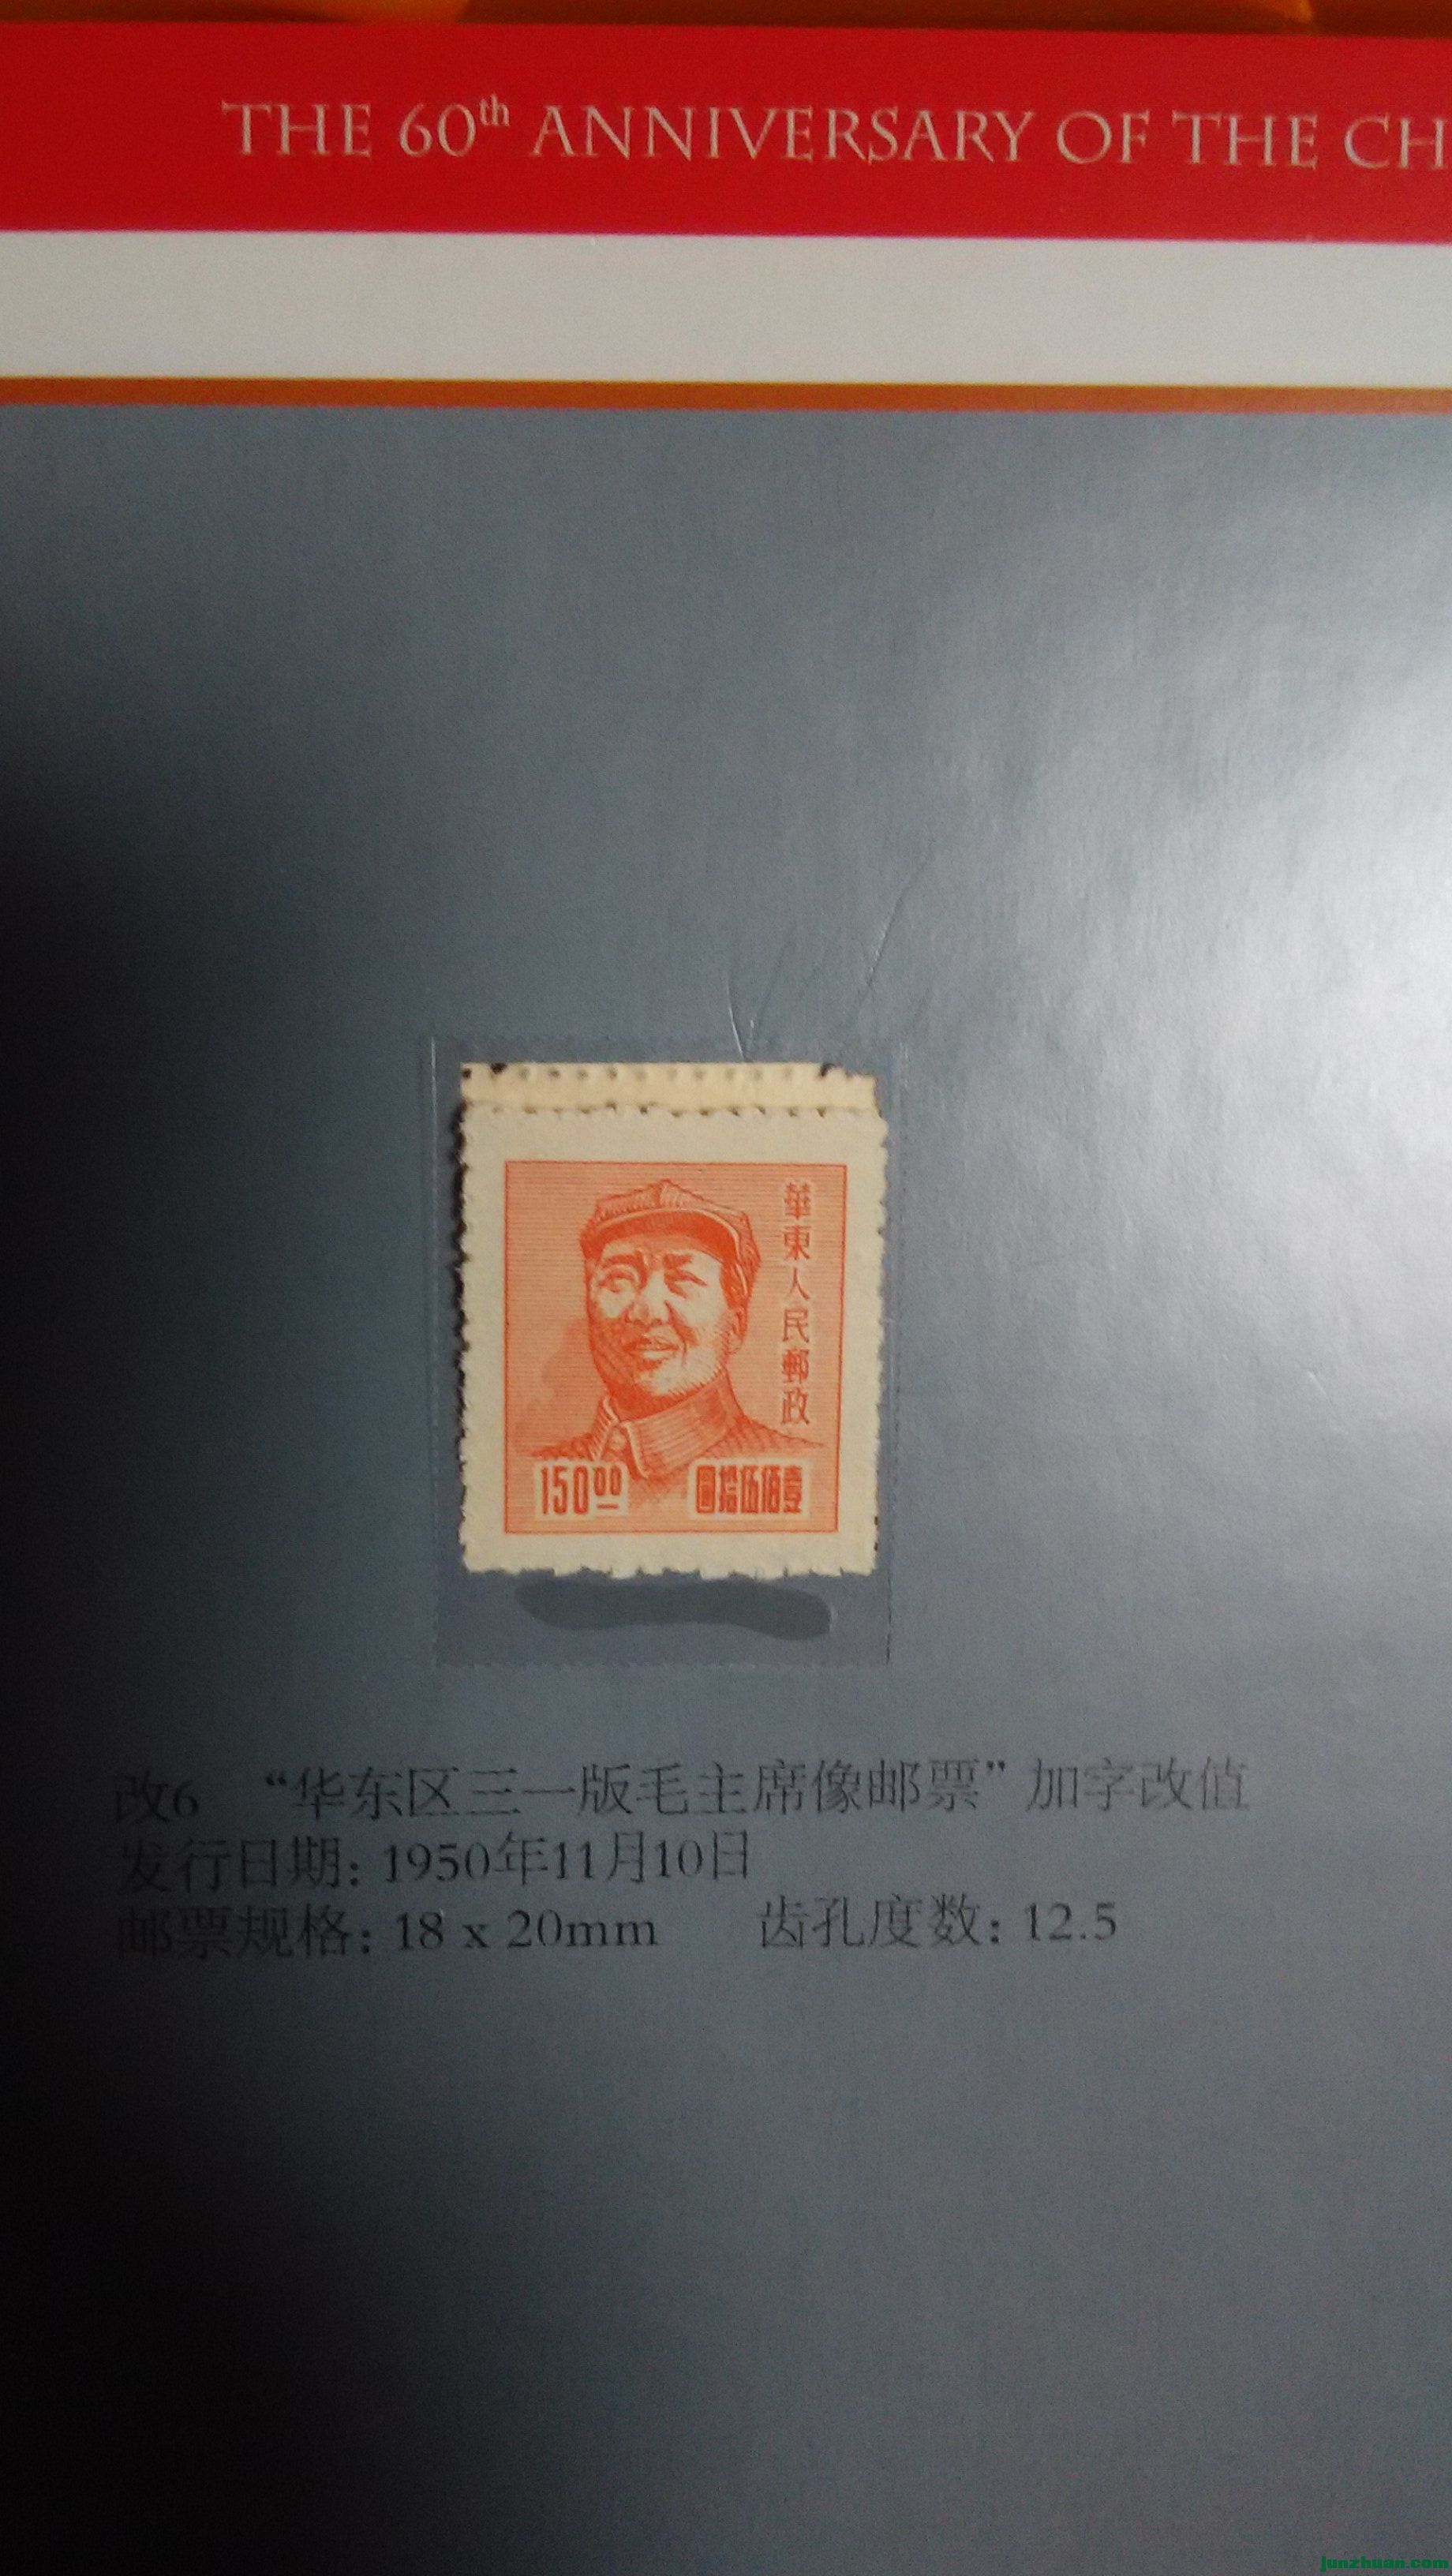 THE 60th ANNIVERSARY OF THE CH
華東人民郵政
150.00 圓拾伍佰壹
改6 “华东区三一版毛主席像邮票”加字改值
发行日期: 1950年11月10日
邮票规格: 18 x 20mm 齿孔度数: 12.5
junzhuan.com